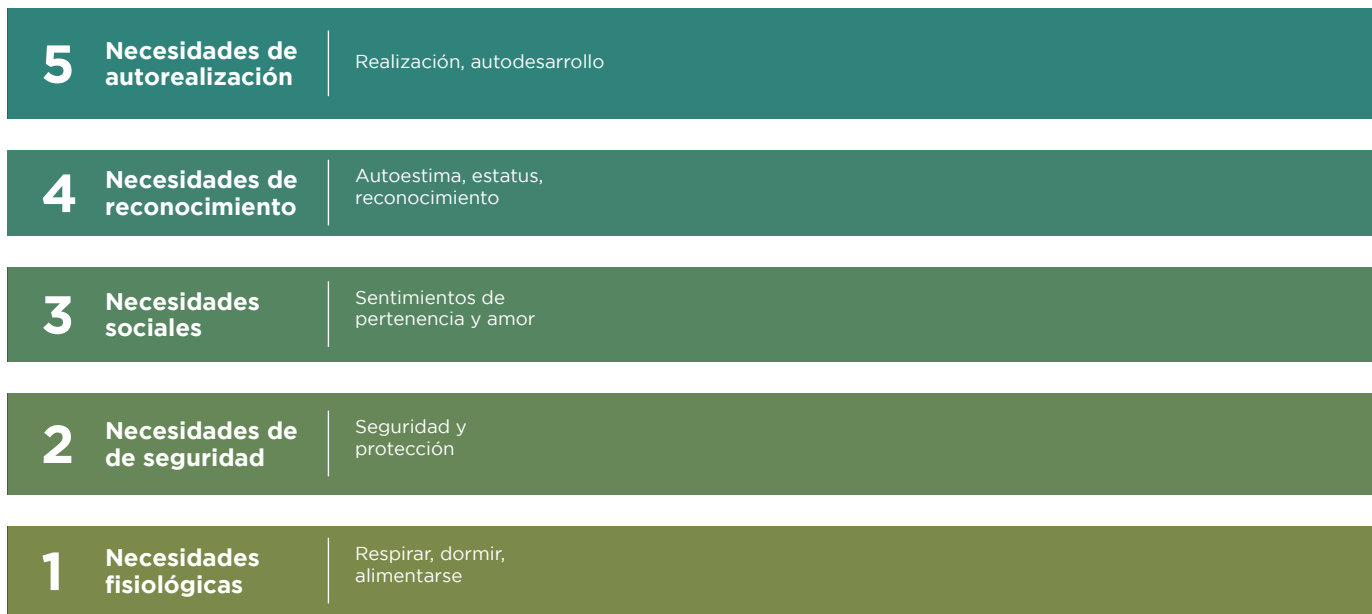 5
Necesidades de
autorealización
Realización, autodesarrollo
4
Necesidades de
reconocimiento
Autoestima, estatus,
reconocimiento
3
Necesidades
sociales
Sentimientos de
pertenencia y amor
2
Necesidades de
de seguridad
Seguridad y
protección
1
Necesidades
fisiológicas
Respirar, dormir,
alimentarse